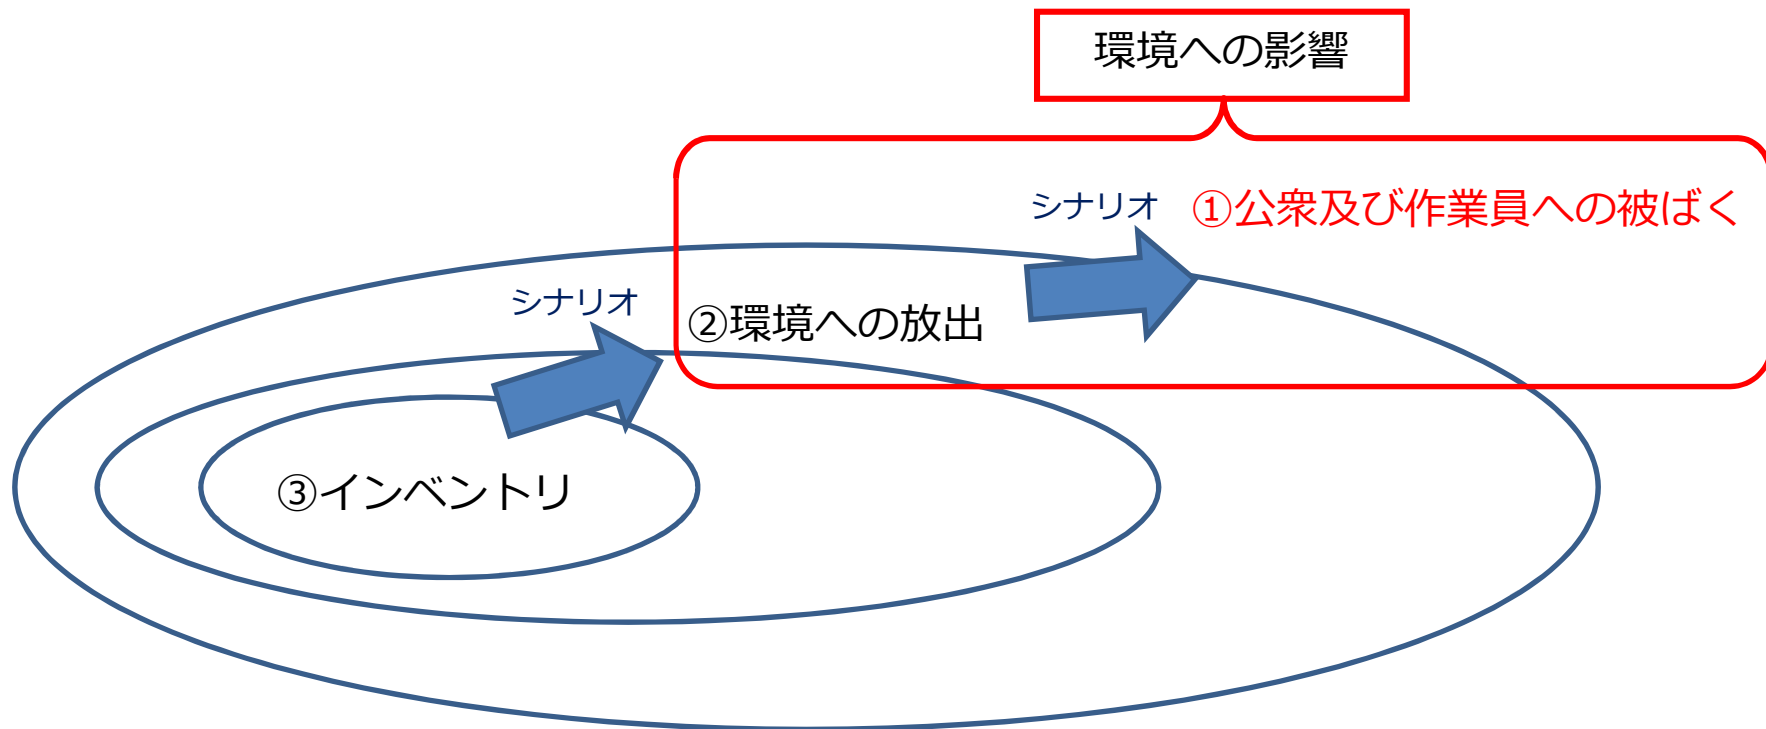 環境への影響
シナリオ
①公衆及び作業員への被ばく
シナリオ
②環境への放出
③インベントリ